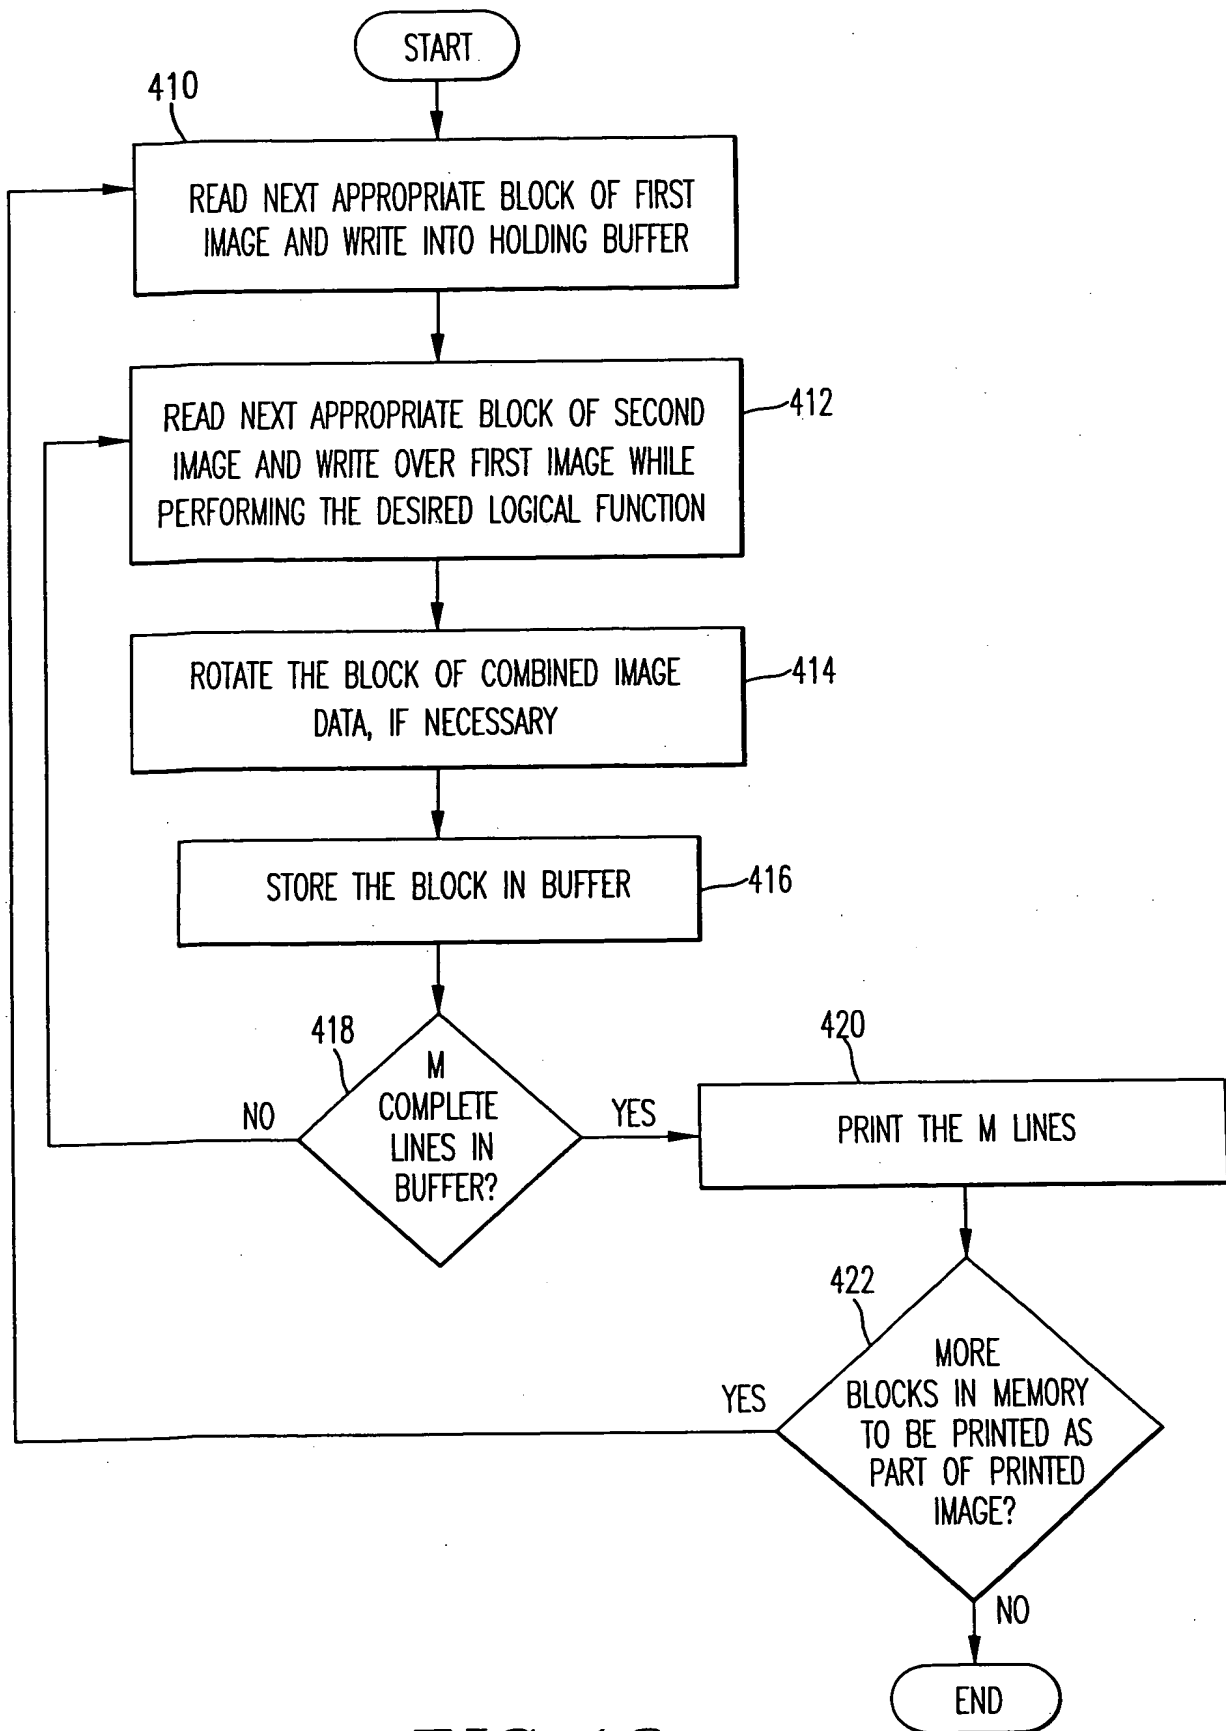 START
410
READ NEXT APPROPRIATE BLOCK OF FIRST
IMAGE AND WRITE INTO HOLDING BUFFER
READ NEXT APPROPRIATE BLOCK OF SECOND
IMAGE AND WRITE OVER FIRST IMAGE WHILE
PERFORMING THE DESIRED LOGICAL FUNCTION
412
ROTATE THE BLOCK OF COMBINED IMAGE
DATA, IF NECESSARY
414
STORE THE BLOCK IN BUFFER
416
418
M
COMPLETE
LINES IN
BUFFER?
NO
YES
420
PRINT THE M LINES
422
MORE
BLOCKS IN MEMORY
TO BE PRINTED AS
PART OF PRINTED
IMAGE?
YES
NO
END